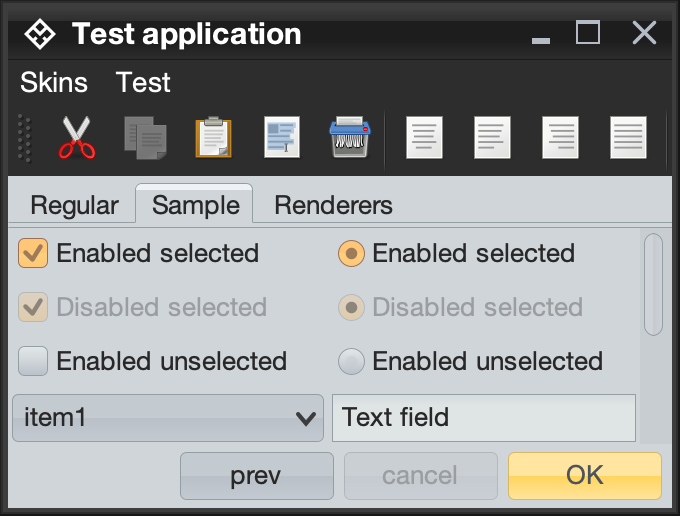 Test application
Skins Test
Regular Sample Renderers
Enabled selected Enabled selected
Disabled selected Disabled selected
Enabled unselected Enabled unselected
item1 Text field
prev cancel OK